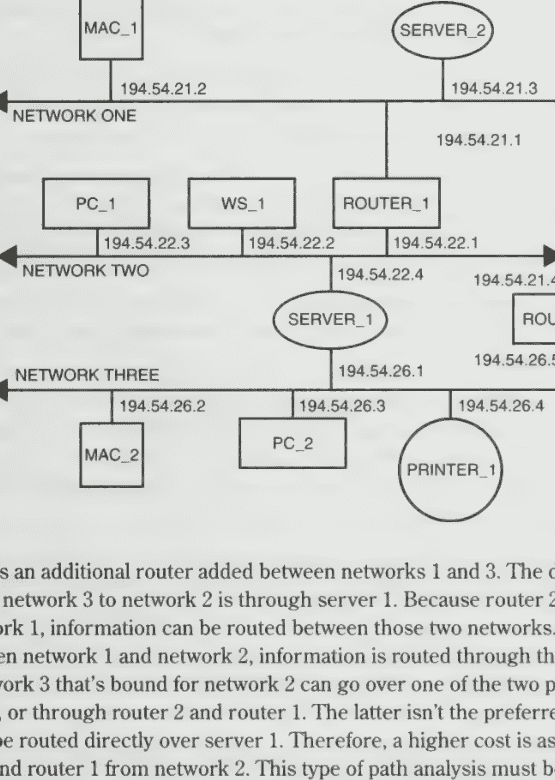 MAC_1
SERVER_2
194.54.21.2
194.54.21.3
NETWORK ONE
194.54.21.1
PC_1
WS_1
ROUTER_1
194.54.22.3
194.54.22.2
194.54.22.1
NETWORK TWO
194.54.22.4
194.54.21.4
SERVER_1
ROU
194.54.26.5
194.54.26.1
NETWORK THREE
194.54.26.2
194.54.26.3
194.54.26.4
MAC_2
PC_2
PRINTER_1
s an additional router added between networks 1 and 3. The
network 3 to network 2 is through server 1. Because router 2
ork 1, information can be routed between those two networks.
en network 1 and network 2, information is routed through th
work 3 that's bound for network 2 can go over one of the two p
, or through router 2 and router 1. The latter isn't the preferre
be routed directly over server 1. Therefore, a higher cost is as
nd router 1 from network 2. This type of path analysis must b